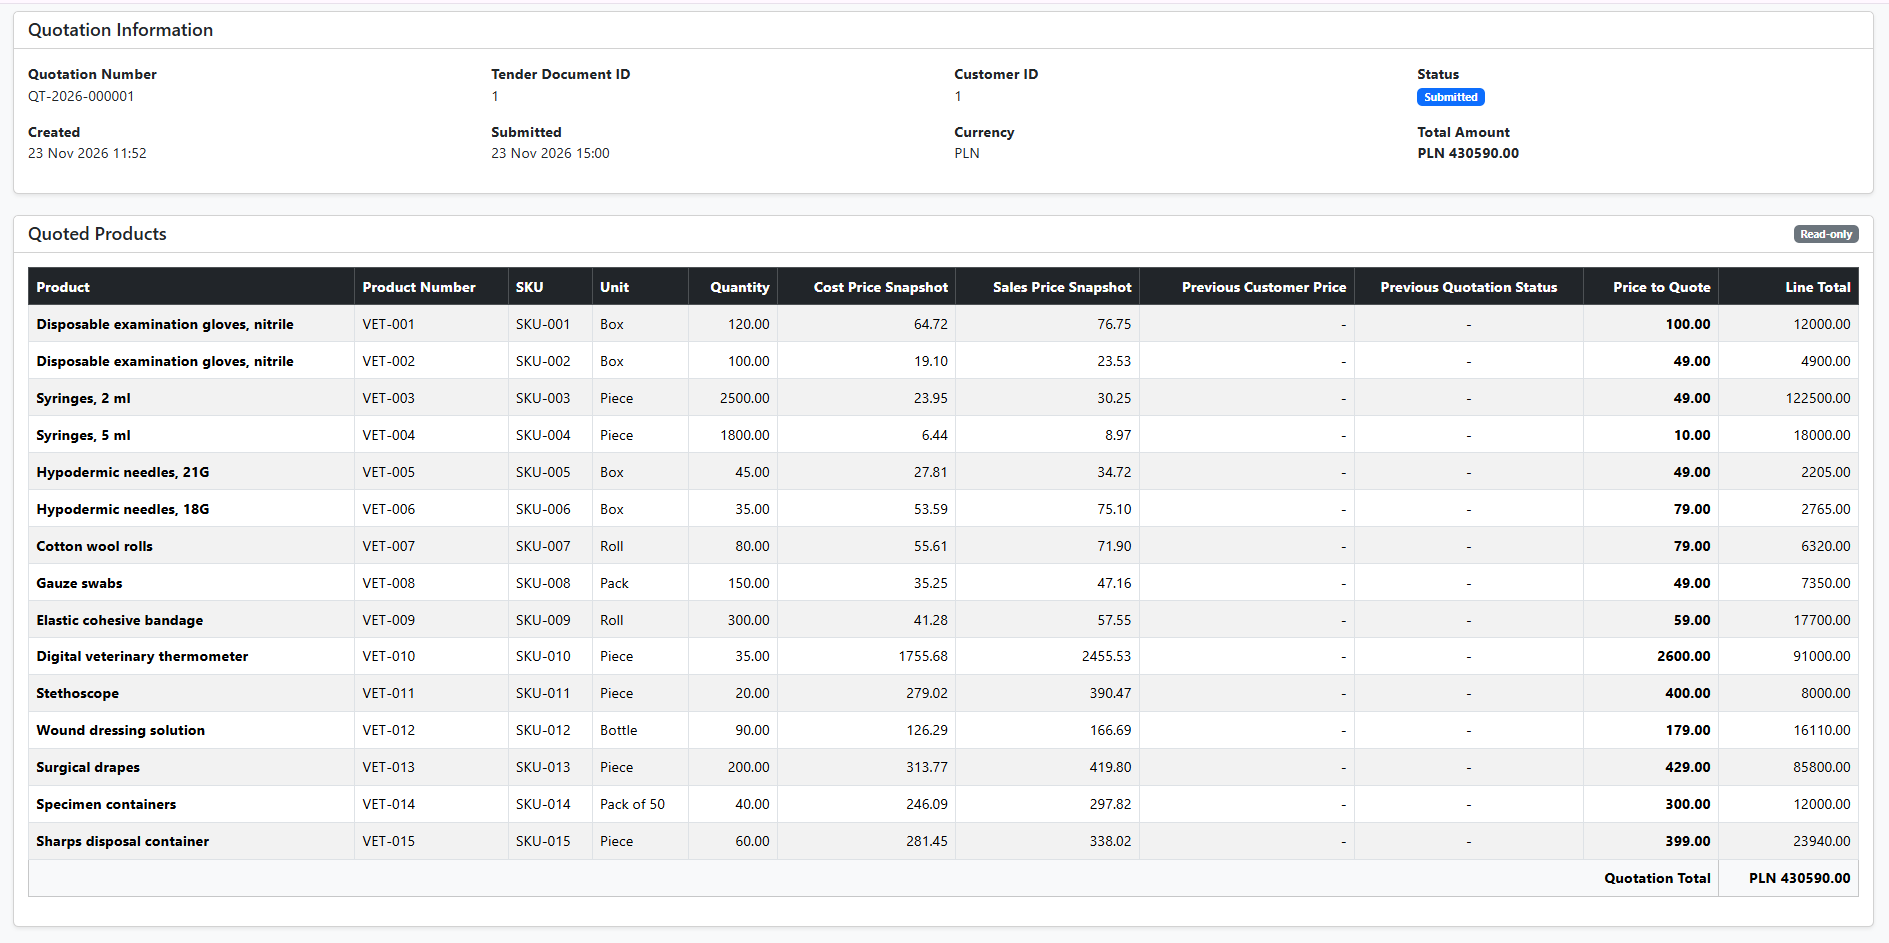 Quotation Information
Quotation Number Tender Document ID Customer ID Status
QT-2026-000001 1 1 Submitted
Created Submitted Currency Total Amount
23 Nov 2026 11:52 23 Nov 2026 15:00 PLN PLN 430590.00
Quoted Products Read-only
Product Product Number SKU Unit Quantity Cost Price Snapshot Sales Price Snapshot Previous Customer Price Previous Quotation Status Price to Quote Line Total
Disposable examination gloves, nitrile VET-001 SKU-001 Box 120.00 64.72 76.75 - - 100.00 12000.00
Disposable examination gloves, nitrile VET-002 SKU-002 Box 100.00 19.10 23.53 - - 49.00 4900.00
Syringes, 2 ml VET-003 SKU-003 Piece 2500.00 23.95 30.25 - - 49.00 122500.00
Syringes, 5 ml VET-004 SKU-004 Piece 1800.00 6.44 8.97 - - 10.00 18000.00
Hypodermic needles, 21G VET-005 SKU-005 Box 45.00 27.81 34.72 - - 49.00 2205.00
Hypodermic needles, 18G VET-006 SKU-006 Box 35.00 53.59 75.10 - - 79.00 2765.00
Cotton wool rolls VET-007 SKU-007 Roll 80.00 55.61 71.90 - - 79.00 6320.00
Gauze swabs VET-008 SKU-008 Pack 150.00 35.25 47.16 - - 49.00 7350.00
Elastic cohesive bandage VET-009 SKU-009 Roll 300.00 41.28 57.55 - - 59.00 17700.00
Digital veterinary thermometer VET-010 SKU-010 Piece 35.00 1755.68 2455.53 - - 2600.00 91000.00
Stethoscope VET-011 SKU-011 Piece 20.00 279.02 390.47 - - 400.00 8000.00
Wound dressing solution VET-012 SKU-012 Bottle 90.00 126.29 166.69 - - 179.00 16110.00
Surgical drapes VET-013 SKU-013 Piece 200.00 313.77 419.80 - - 429.00 85800.00
Specimen containers VET-014 SKU-014 Pack of 50 40.00 246.09 297.82 - - 300.00 12000.00
Sharps disposal container VET-015 SKU-015 Piece 60.00 281.45 338.02 - - 399.00 23940.00
Quotation Total PLN 430590.00